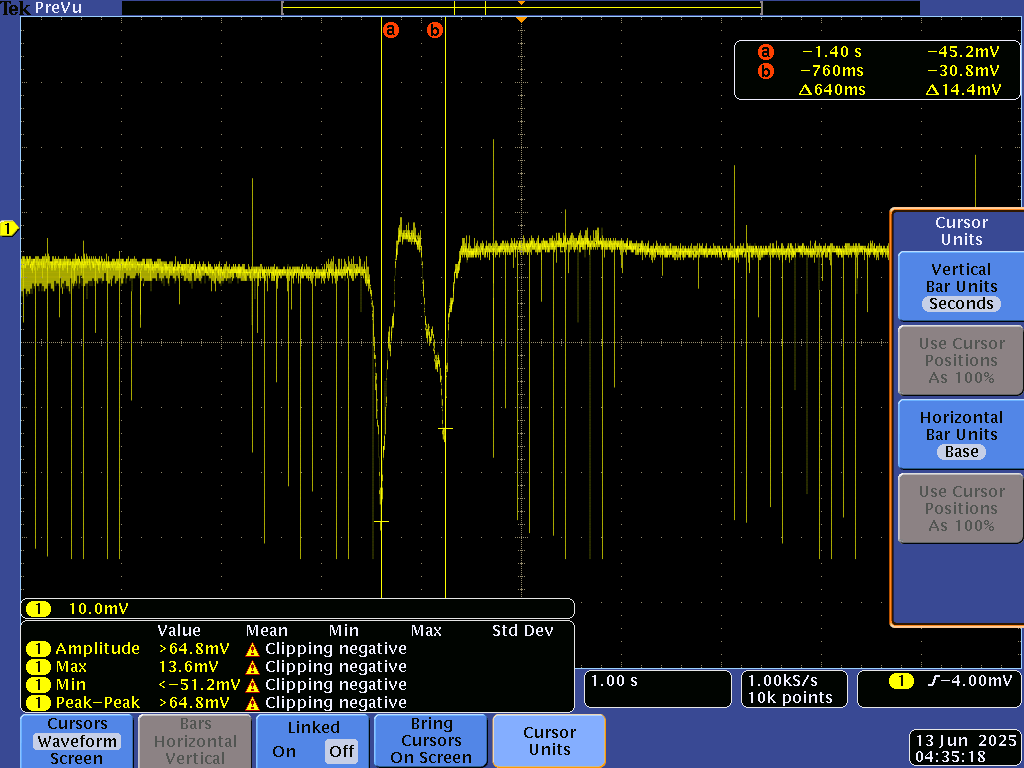 Tek PreVu
a b
a −1.40 s −45.2mV
b −760ms −30.8mV
Δ640ms Δ14.4mV
1
Cursor
Units
Vertical
Bar Units
Seconds
Use Cursor
Positions
As 100%
Horizontal
Bar Units
Base
Use Cursor
Positions
As 100%
1 10.0mV
Value Mean Min Max Std Dev
1 Amplitude >64.8mV Clipping negative
1 Max 13.6mV Clipping negative
1 Min <−51.2mV Clipping negative
1 Peak−Peak >64.8mV Clipping negative
1.00 s
1.00kS/s
10k points
1 −4.00mV
Cursors
Waveform
Screen
Bars
Horizontal
Vertical
Linked
On Off
Bring
Cursors
On Screen
Cursor
Units
13 Jun 2025
04:35:18